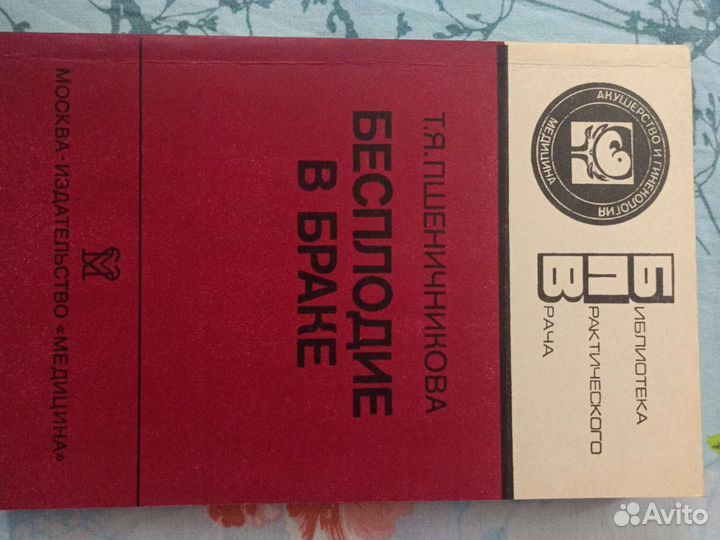 АКУШЕРСТВО И ГИНЕКОЛОГИЯ
МЕДИЦИНА
БИБЛИОТЕКА
ПРАКТИЧЕСКОГО
ВРАЧА
Т.Я.ПШЕНИЧНИКОВА
БЕСПЛОДИЕ
В БРАКЕ
МОСКВА · ИЗДАТЕЛЬСТВО «МЕДИЦИНА»
Avito